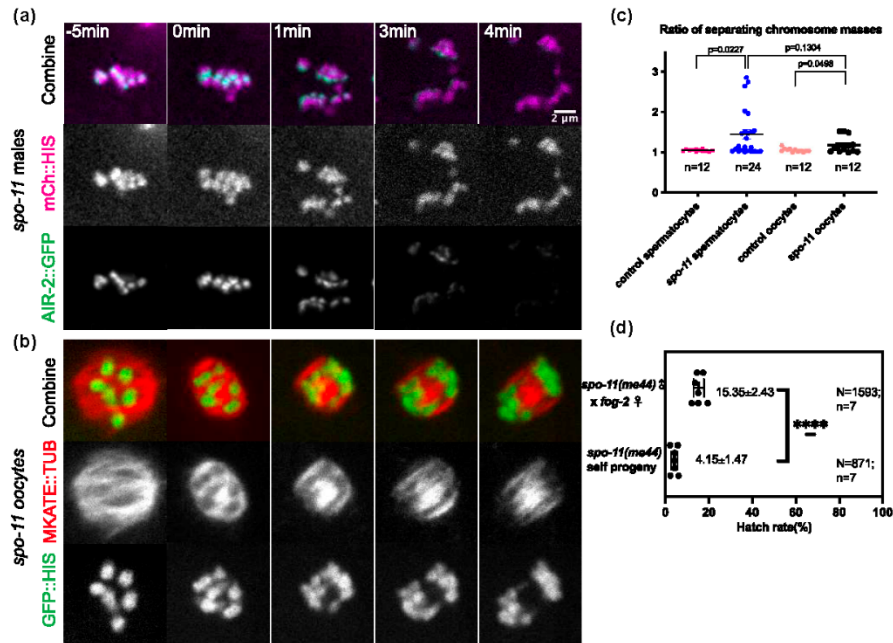 (a)
-5min
0min
1min
3min
4min
Combine
2 µm
spo-11 males
mCh::HIS
AIR-2::GFP
(b)
Combine
spo-11 oocytes
MKATE::TUB
GFP::HIS
(c)
Ratio of separating chromosome masses
p=0.0227
p=0.1304
p=0.0498
3
2
1
0
n=12
n=24
n=12
n=12
control spermatocytes
spo-11 spermatocytes
control oocytes
spo-11 oocytes
(d)
spo-11(me44) ♂
x fog-2 ♀
15.35±2.43
N=1593;
n=7
****
spo-11(me44)
self progeny
4.15±1.47
N=871;
n=7
0
20
40
60
80
100
Hatch rate(%)